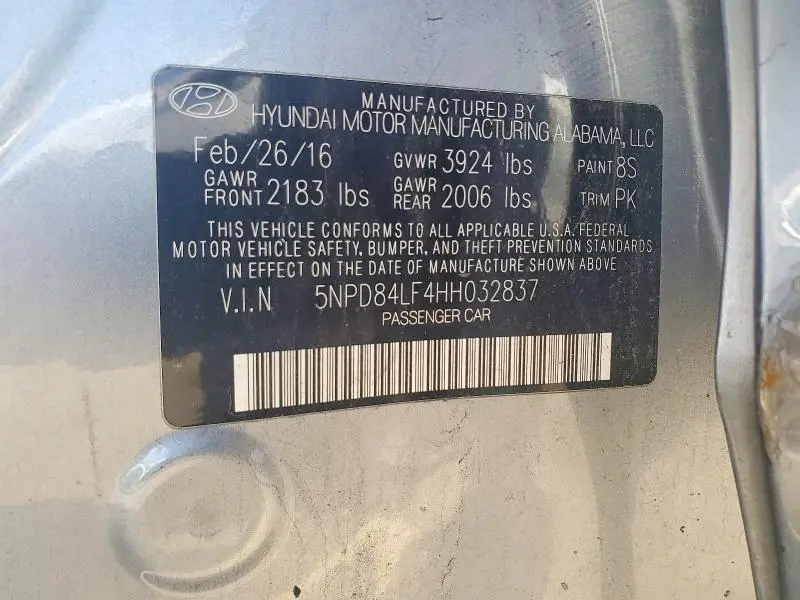 MANUFACTURED BY
HYUNDAI MOTOR MANUFACTURING ALABAMA, LLC
Feb/26/16 GVWR 3924 lbs PAINT 8S
GAWR FRONT 2183 lbs GAWR REAR 2006 lbs TRIM PK
THIS VEHICLE CONFORMS TO ALL APPLICABLE U.S.A. FEDERAL
MOTOR VEHICLE SAFETY, BUMPER, AND THEFT PREVENTION STANDARDS
IN EFFECT ON THE DATE OF MANUFACTURE SHOWN ABOVE
V.I.N 5NPD84LF4HH032837
PASSENGER CAR